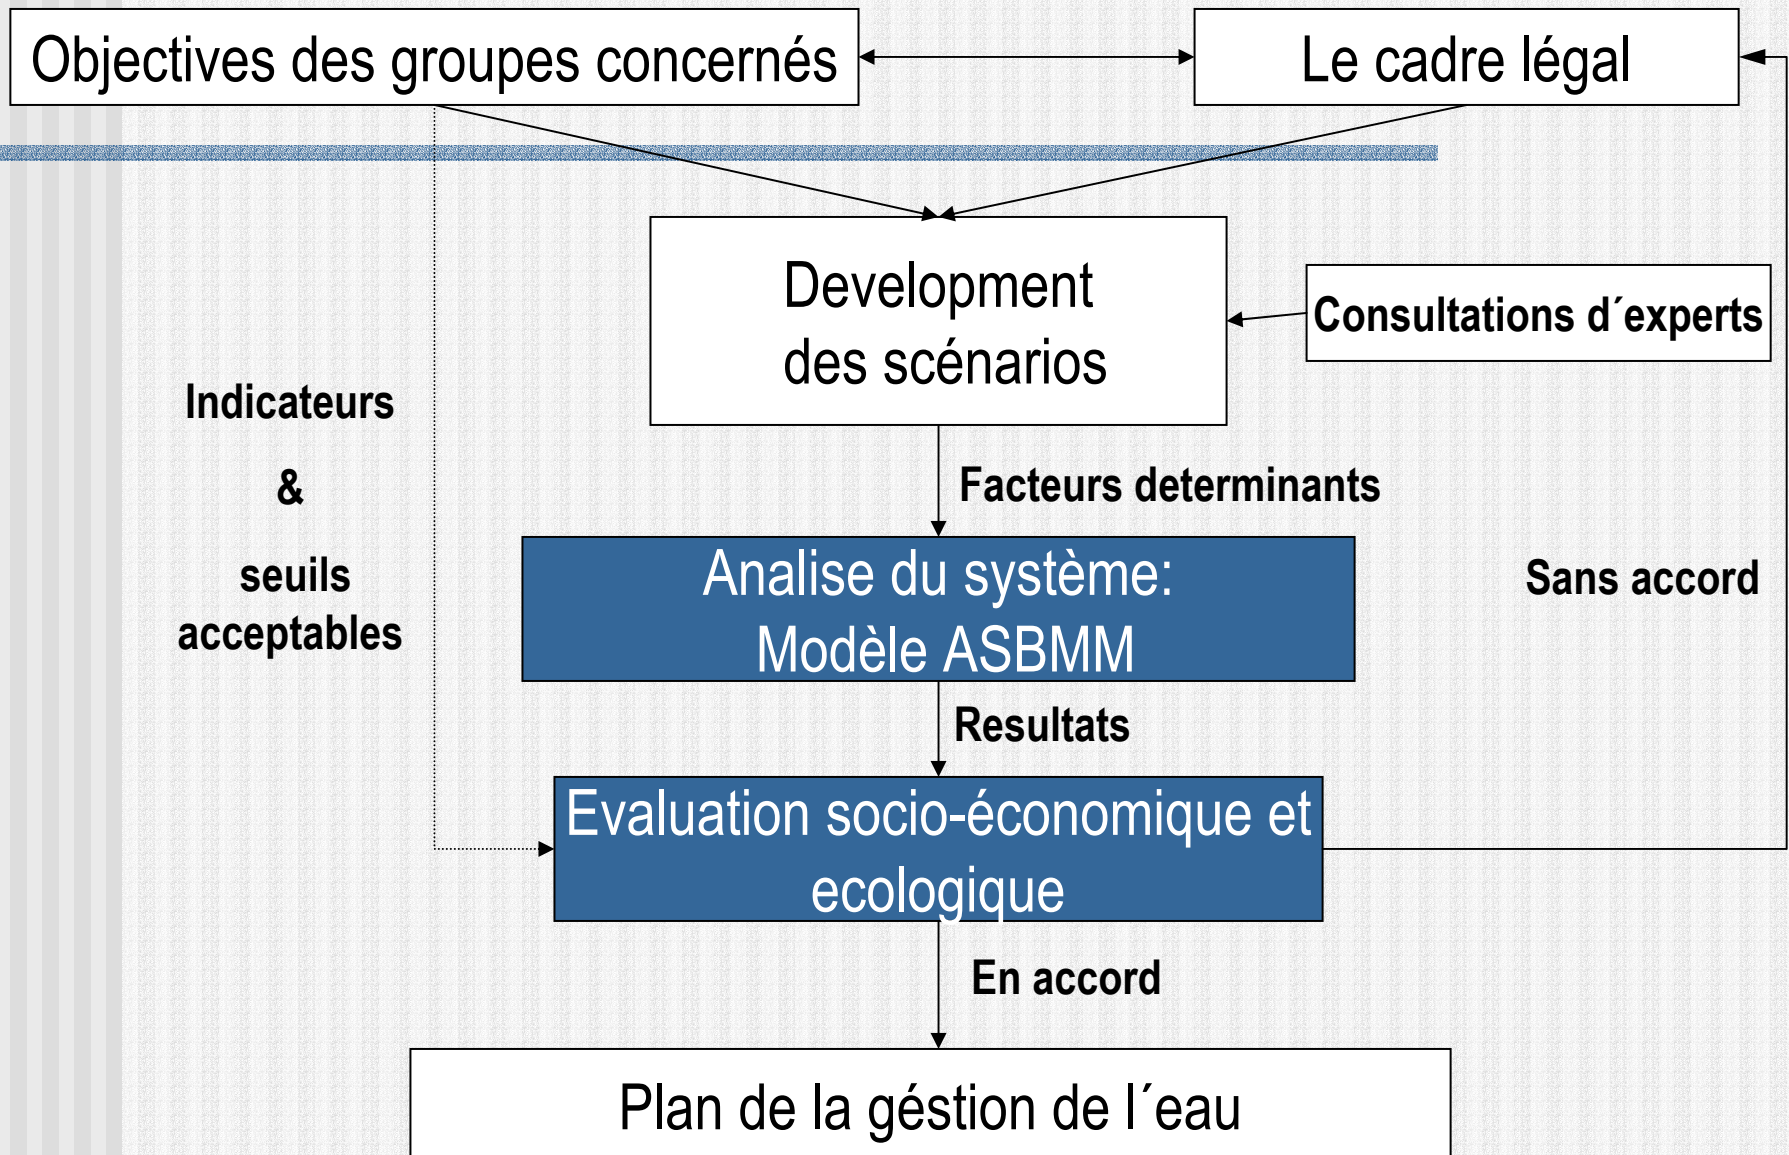 Objectives des groupes concernés
Le cadre légal
Development
des scénarios
Consultations d´experts
Indicateurs
&
seuils
acceptables
Facteurs determinants
Analise du système:
Modèle ASBMM
Sans accord
Resultats
Evaluation socio-économique et
ecologique
En accord
Plan de la géstion de l´eau